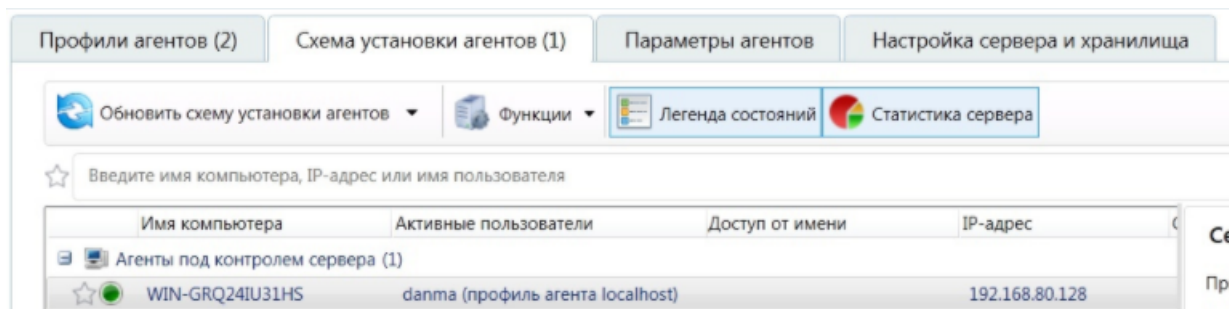 Профили агентов (2) Схема установки агентов (1) Параметры агентов Настройка сервера и хранилища
Обновить схему установки агентов Функции Легенда состояний Статистика сервера
Введите имя компьютера, IP-адрес или имя пользователя
Имя компьютера Активные пользователи Доступ от имени IP-адрес
Агенты под контролем сервера (1)
WIN-GRQ24IU31HS danma (профиль агента localhost) 192.168.80.128